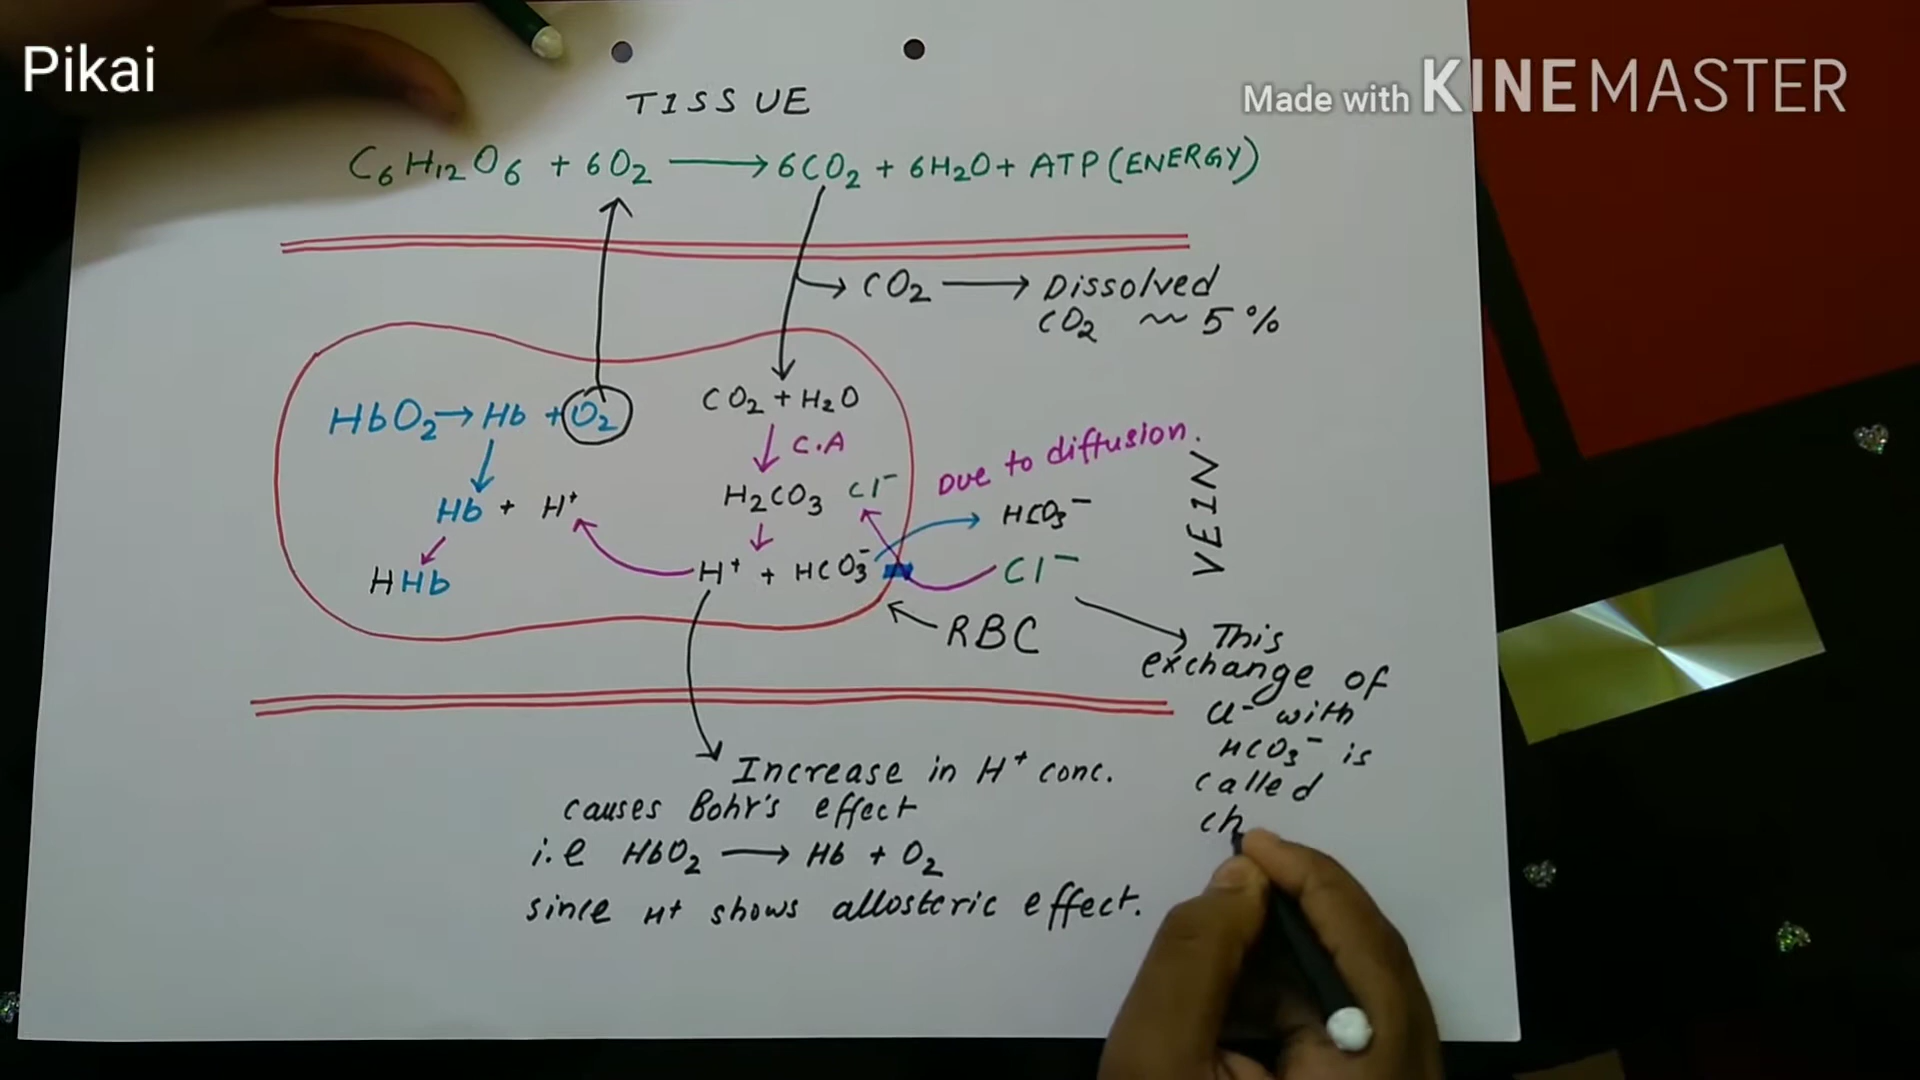 Pikai
Made with KINEMASTER
TISSUE
C6H12O6 + 6O2 → 6CO2 + 6H2O + ATP (ENERGY)
CO2 → Dissolved
CO2 ~ 5%
HbO2 → Hb + O2
CO2 + H2O
C.A
Due to diffusion.
H2CO3 Cl⁻
Hb + H⁺
HCO3⁻
VEIN
HHb
H⁺ + HCO3⁻
Cl⁻
RBC
This
exchange of
Cl⁻ with
HCO3⁻ is
called
ch
Increase in H⁺ conc.
causes Bohr's effect
i.e HbO2 → Hb + O2
since H⁺ shows allosteric effect.